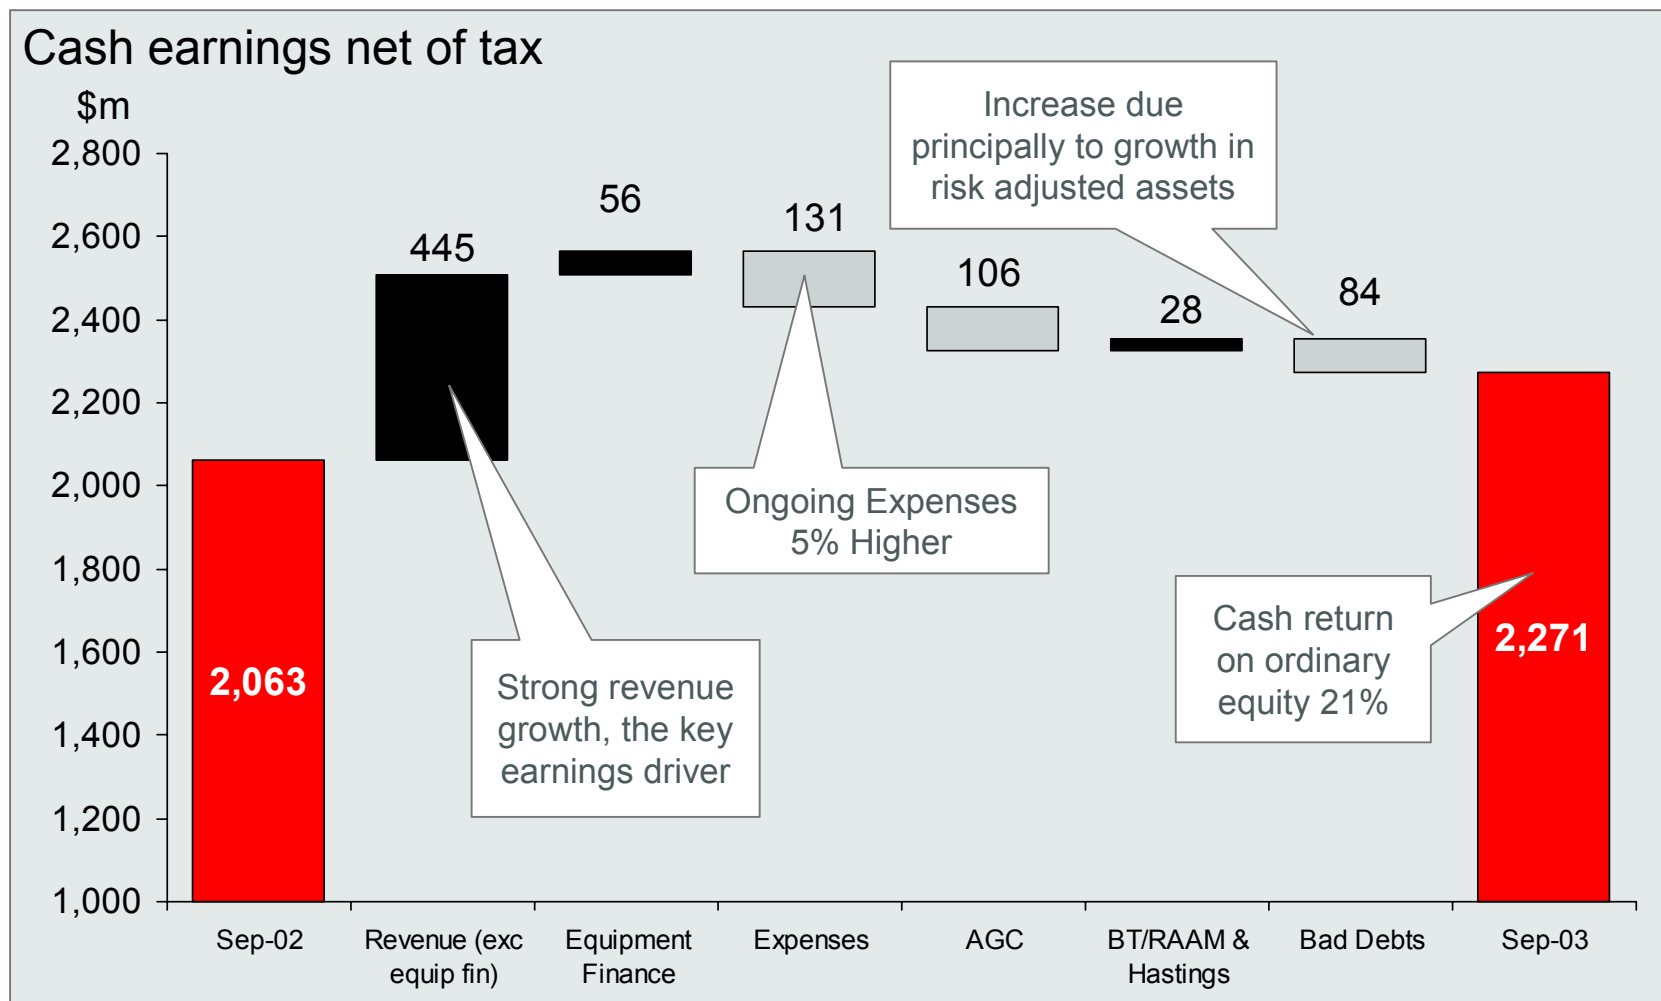 Cash earnings net of tax
$m
2,800
2,600
2,400
2,200
2,000
1,800
1,600
1,400
1,200
1,000
2,063
445
56
131
106
28
84
2,271
Increase due
principally to growth in
risk adjusted assets
Ongoing Expenses
5% Higher
Strong revenue
growth, the key
earnings driver
Cash return
on ordinary
equity 21%
Sep-02
Revenue (exc
equip fin)
Equipment
Finance
Expenses
AGC
BT/RAAM &
Hastings
Bad Debts
Sep-03